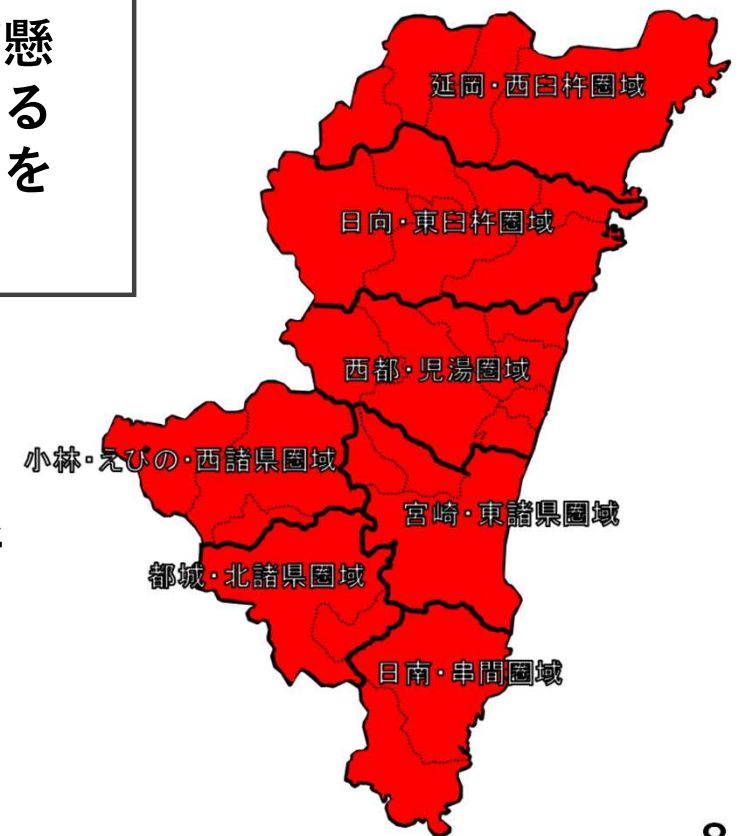 懸
る
を
延岡・西臼杵圏域
日向・東臼杵圏域
西都・児湯圏域
小林・えびの・西諸県圏域
宮崎・東諸県圏域
都城・北諸県圏域
日南・串間圏域